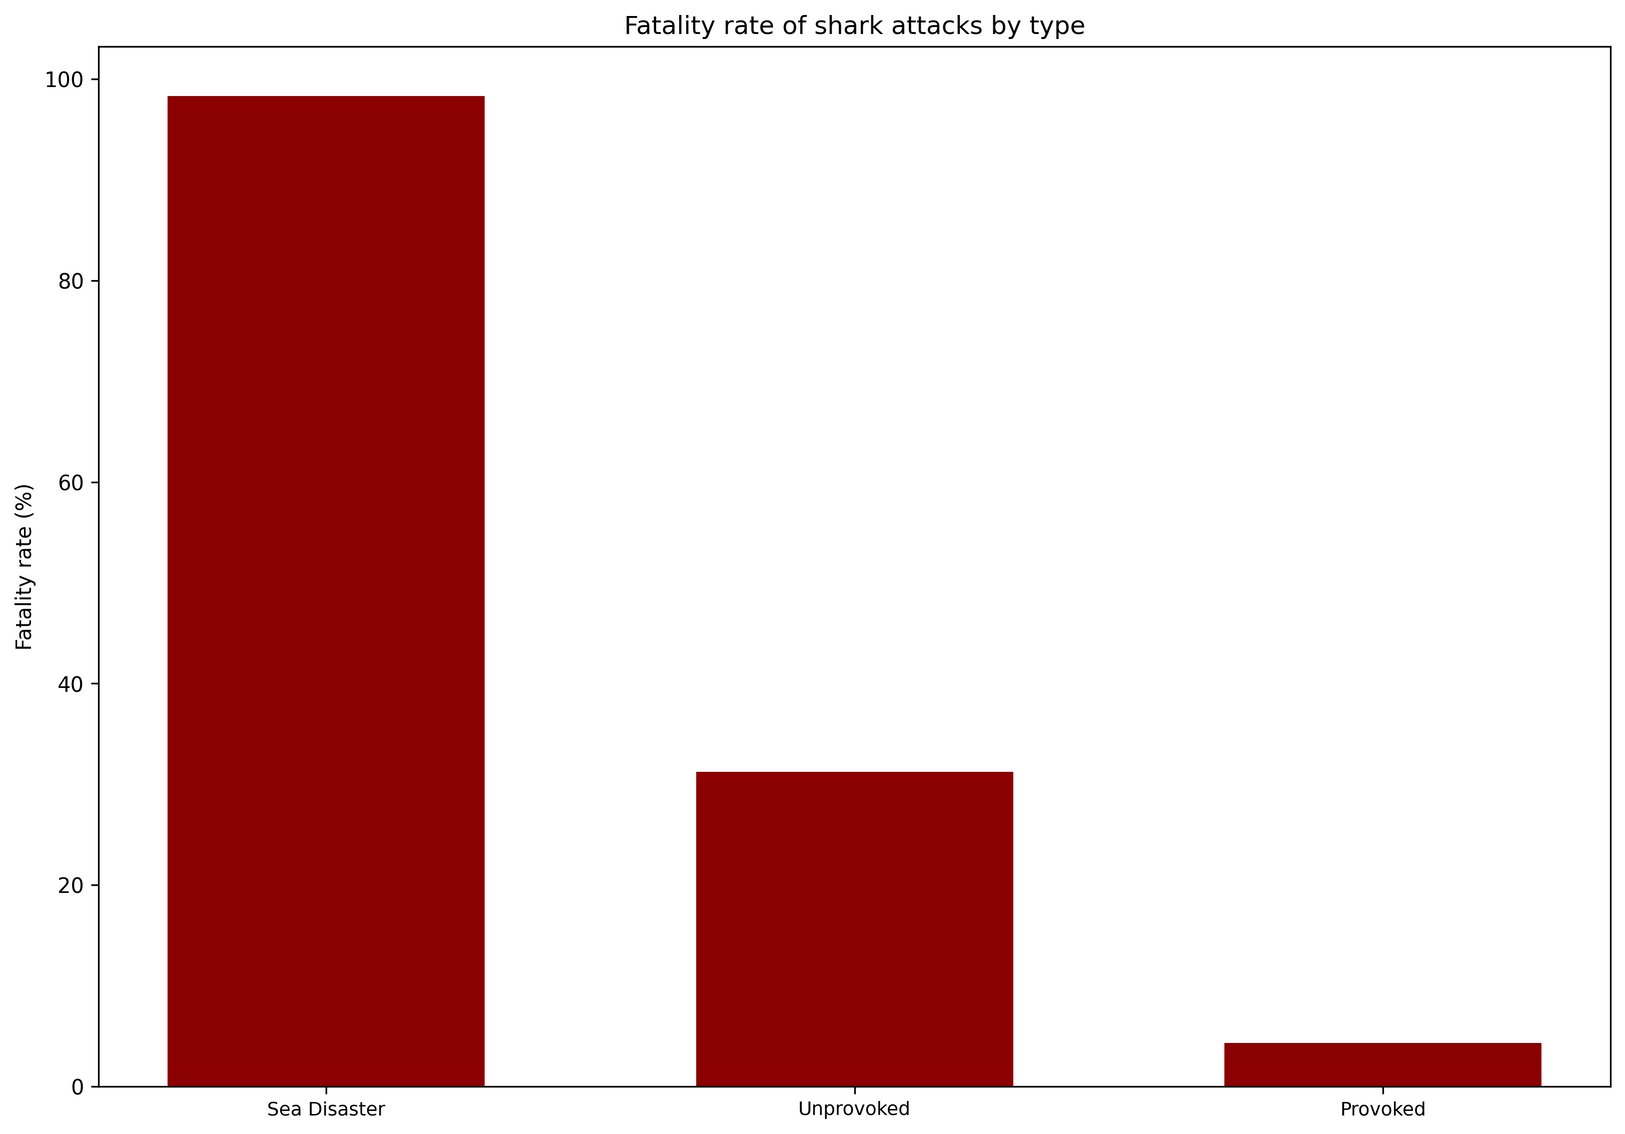 Fatality rate of shark attacks by type
Fatality rate (%)
100
80
60
40
20
0
Sea Disaster
Unprovoked
Provoked